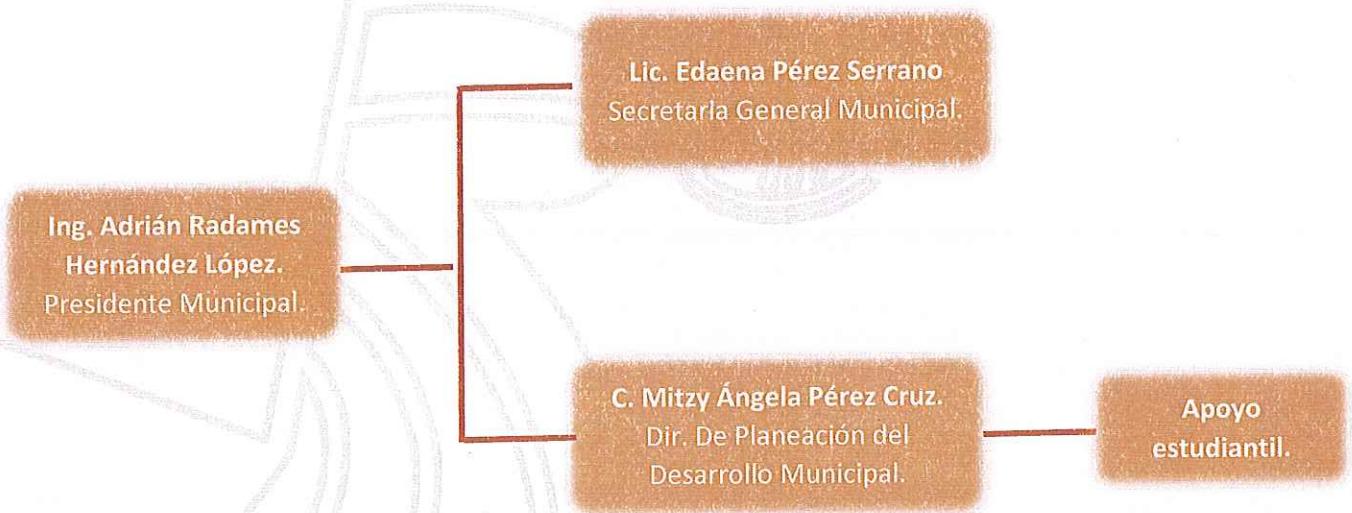 Lic. Edaena Pérez Serrano
Secretaria General Municipal.
Ing. Adrián Radames
Hernández López.
Presidente Municipal.
C. Mitzy Ángela Pérez Cruz.
Dir. De Planeación del
Desarrollo Municipal.
Apoyo
estudiantil.